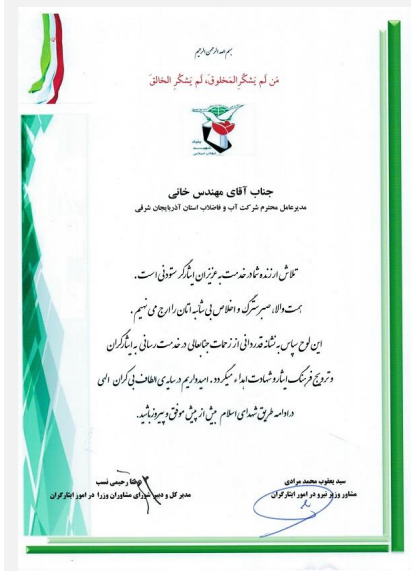 بسم الله الرحمن الرحیم
مَن لَم یَشکُرِ المَخلوق، لَم یَشکُرِ الخالق
جناب آقای مهندس خانی
مدیرعامل محترم شرکت آب و فاضلاب استان آذربایجان شرقی
تلاش ارزنده شما در خدمت به عزیزان ایثارگر ستودنی است.
همت والا، صبر سترگ و اخلاص بی شائبه اتان را ارج می نهیم.
این لوح سپاس به نشانه قدردانی از زحمات جنابعالی در خدمت رسانی به ایثارگران
و ترویج فرهنگ ایثار و شهادت اهداء میگردد، امیدواریم در سایه ی الطاف بی کران الهی
در ادامه طریق شهدای اسلام بیش از پیش موفق و پیروز باشید.
سید یعقوب محمد مرادی
مشاور وزیر نیرو در امور ایثارگران
رحیمی نسب
مدیر کل و دبیر شورای مشاوران وزرا در امور ایثارگران